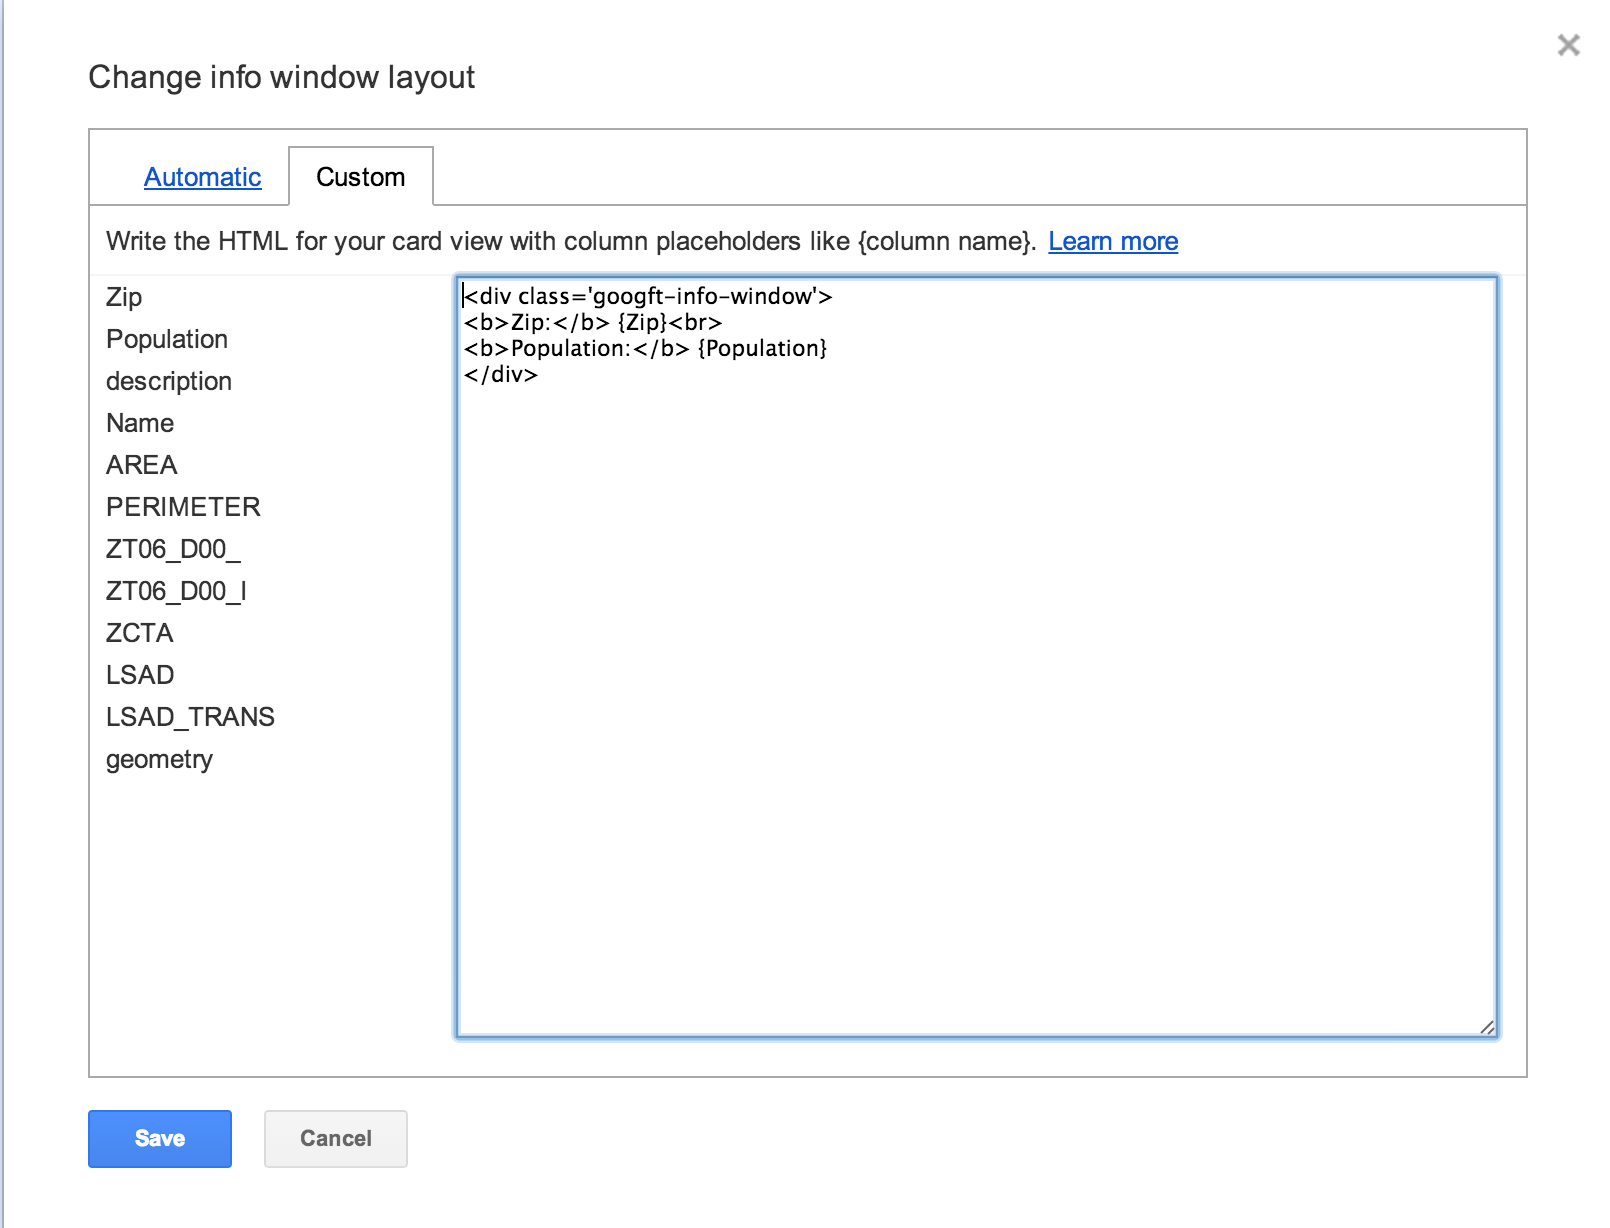 Change info window layout
Automatic
Custom
Write the HTML for your card view with column placeholders like {column name}. Learn more
Zip
Population
description
Name
AREA
PERIMETER
ZT06_D00_
ZT06_D00_I
ZCTA
LSAD
LSAD_TRANS
geometry
<div class='googft-info-window'>
<b>Zip:</b> {Zip}<br>
<b>Population:</b> {Population}
</div>
Save
Cancel